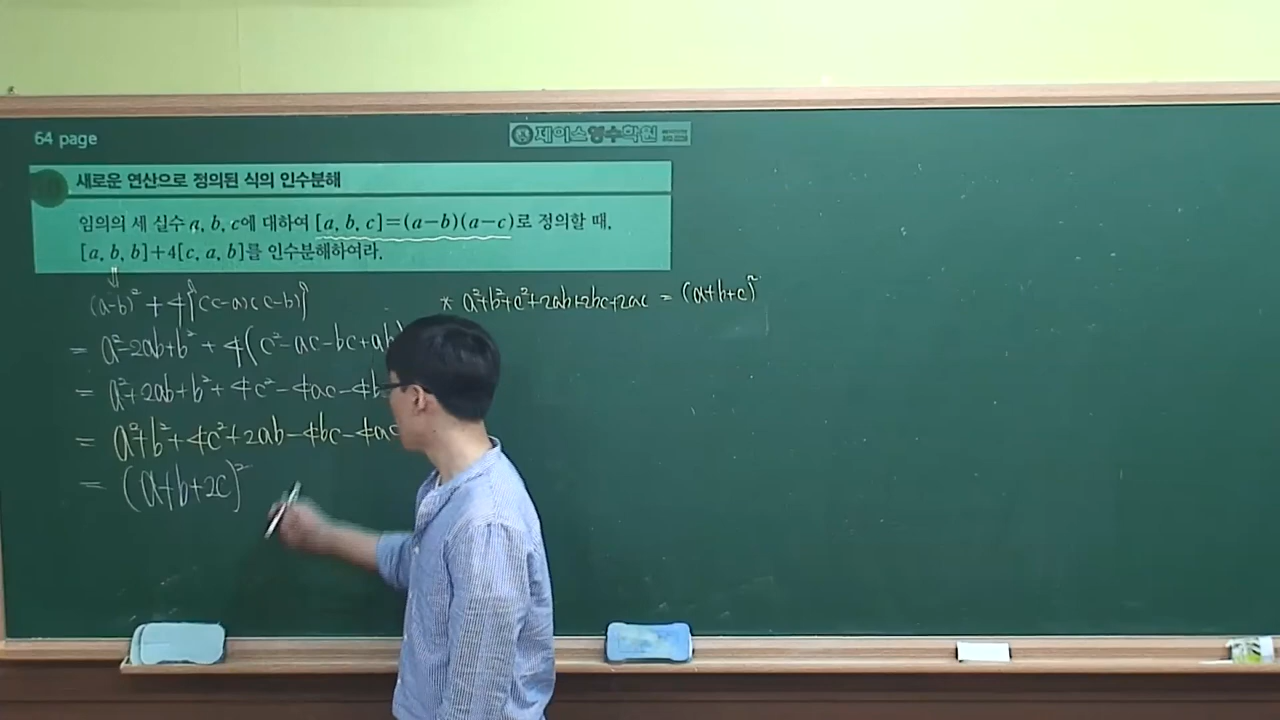 64 page
제이스영수학원
새로운 연산으로 정의된 식의 인수분해
임의의 세 실수 a, b, c에 대하여 [a, b, c]=(a-b)(a-c)로 정의할 때,
[a, b, b]+4[c, a, b]를 인수분해하여라.
(a-b)² + 4{(c-a)(c-b)}
* a²+b²+c²+2ab+2bc+2ac = (a+b+c)²
= a²-2ab+b² + 4(c²-ac-bc+ab)
= a²+2ab+b²+4c²-4ac-4b
= a²+b²+4c²+2ab-4bc-4ac
= (a+b+2c)²